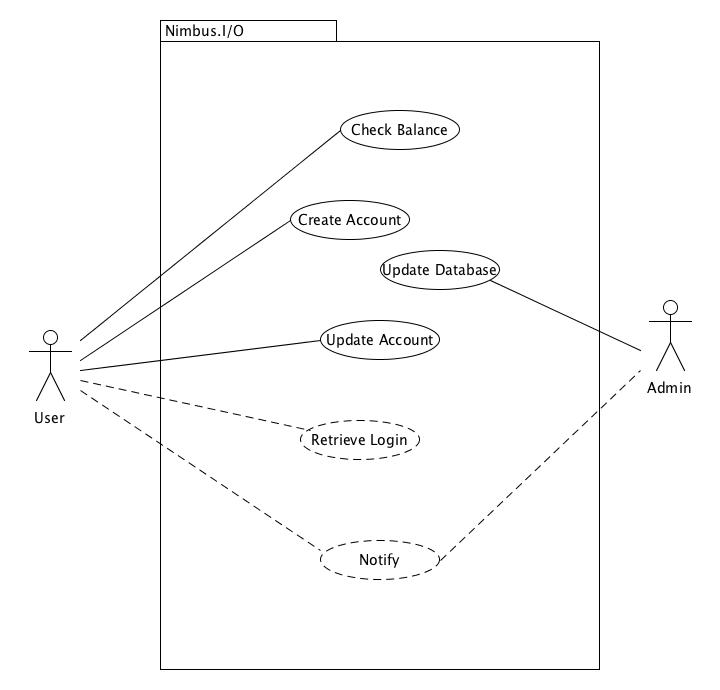 Nimbus.I/O
Check Balance
Create Account
Update Database
Update Account
User
Admin
Retrieve Login
Notify